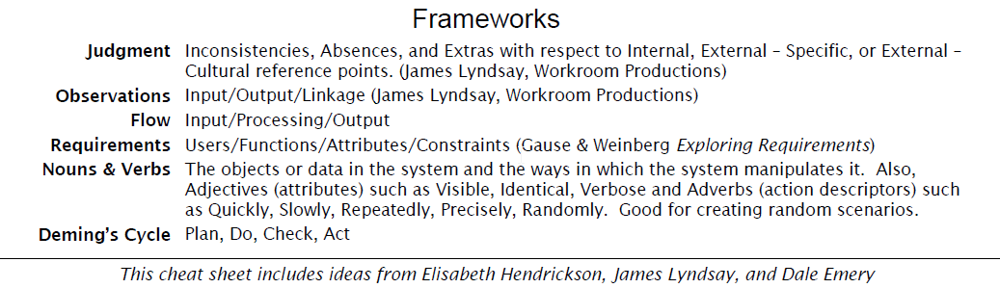 Frameworks
Judgment Inconsistencies, Absences, and Extras with respect to Internal, External – Specific, or External –
Cultural reference points. (James Lyndsay, Workroom Productions)
Observations Input/Output/Linkage (James Lyndsay, Workroom Productions)
Flow Input/Processing/Output
Requirements Users/Functions/Attributes/Constraints (Gause & Weinberg Exploring Requirements)
Nouns & Verbs The objects or data in the system and the ways in which the system manipulates it. Also,
Adjectives (attributes) such as Visible, Identical, Verbose and Adverbs (action descriptors) such
as Quickly, Slowly, Repeatedly, Precisely, Randomly. Good for creating random scenarios.
Deming's Cycle Plan, Do, Check, Act
This cheat sheet includes ideas from Elisabeth Hendrickson, James Lyndsay, and Dale Emery